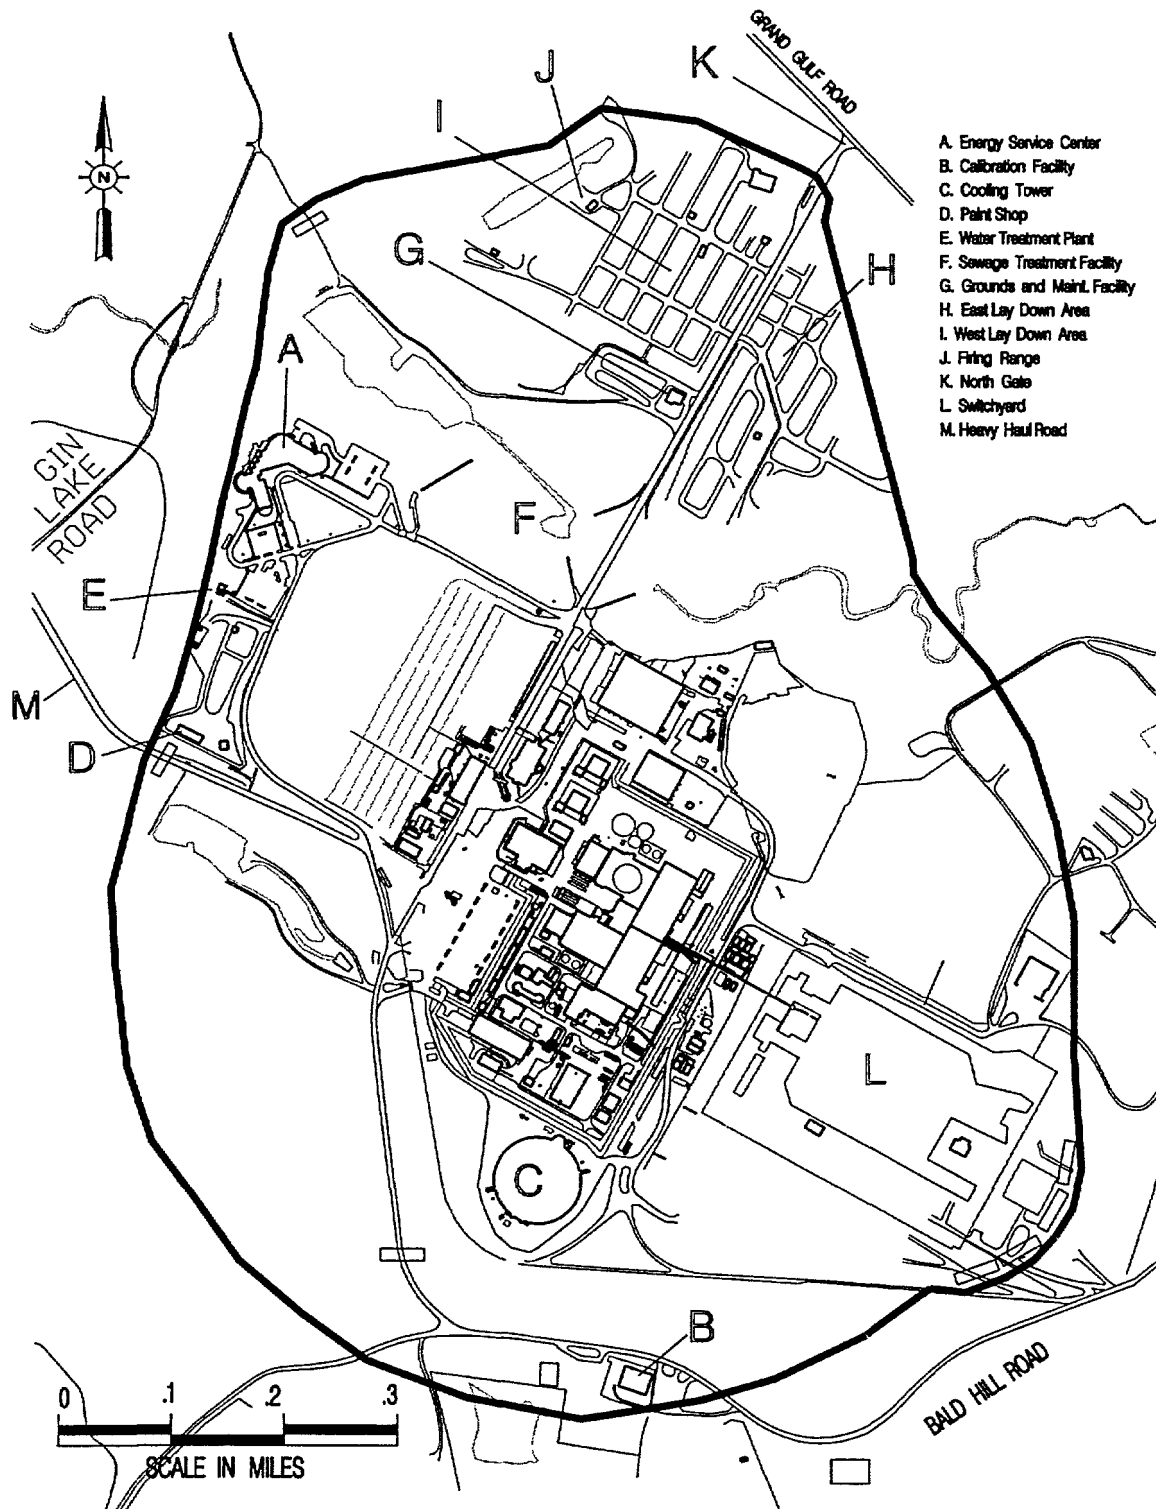 GRAND GULF ROAD
K
J
I
A. Energy Service Center
B. Calibration Facility
C. Cooling Tower
D. Paint Shop
E. Water Treatment Plant
F. Sewage Treatment Facility
G. Grounds and Maint. Facility
H. East Lay Down Area
I. West Lay Down Area
J. Firing Range
K. North Gate
L. Switchyard
M. Heavy Haul Road
N
G
H
A
GIN
LAKE
ROAD
F
E
M
D
L
C
B
BALD HILL ROAD
0 .1 .2 .3
SCALE IN MILES